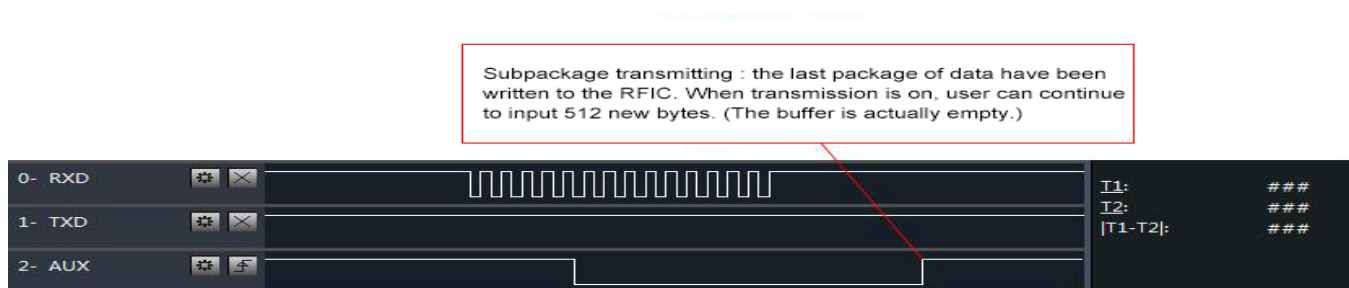 Subpackage transmitting : the last package of data have been
written to the RFIC. When transmission is on, user can continue
to input 512 new bytes. (The buffer is actually empty.)
0- RXD
T1: ###
1- TXD
T2: ###
|T1-T2|: ###
2- AUX